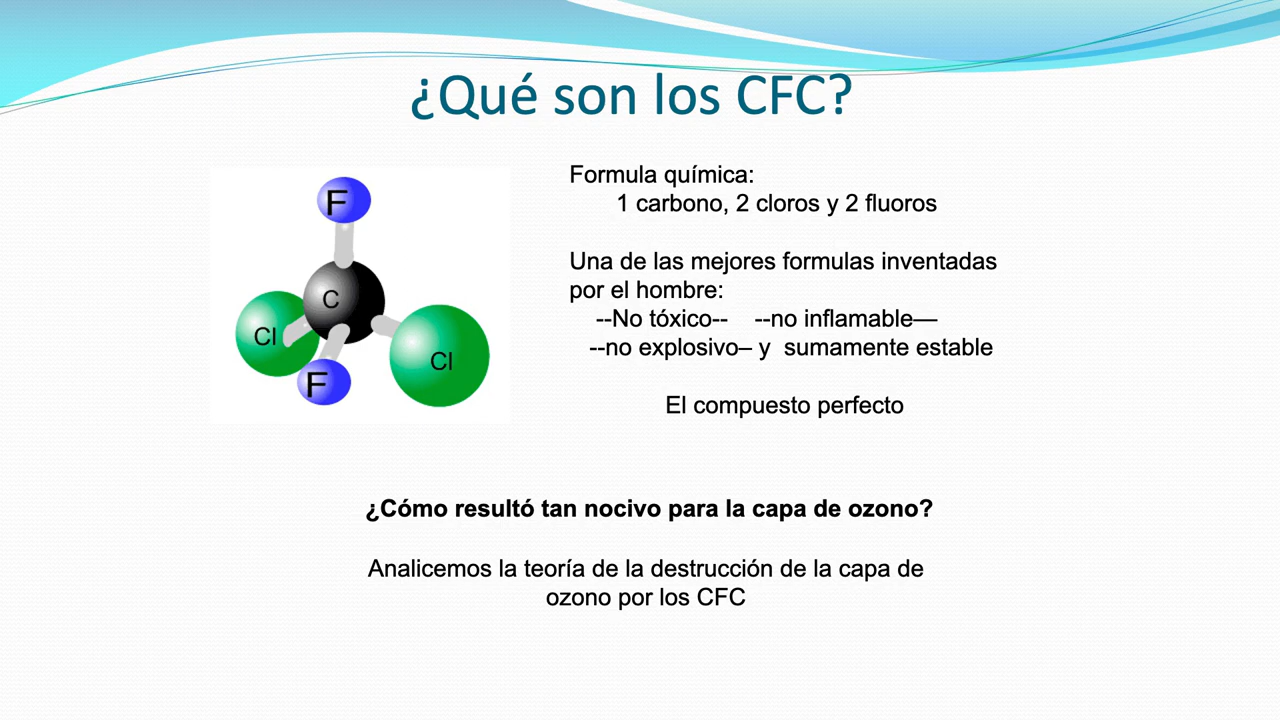 ¿Qué son los CFC?
F
C
Cl
Cl
F
Formula química:
1 carbono, 2 cloros y 2 fluoros
Una de las mejores formulas inventadas
por el hombre:
--No tóxico-- --no inflamable—
--no explosivo– y sumamente estable
El compuesto perfecto
¿Cómo resultó tan nocivo para la capa de ozono?
Analicemos la teoría de la destrucción de la capa de
ozono por los CFC